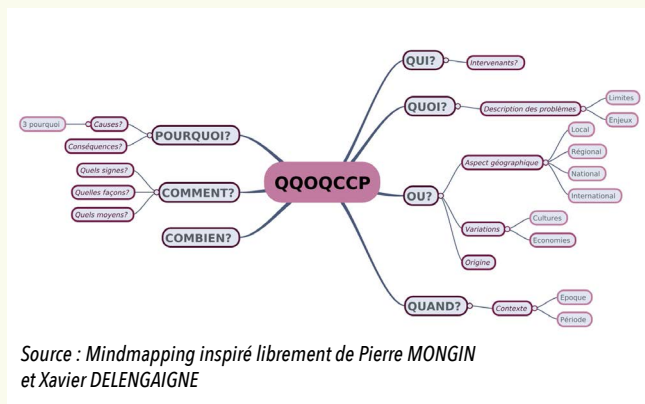 QQOQCCP
QUI?
Intervenants?
QUOI?
Description des problèmes
Limites
Enjeux
OU?
Aspect géographique
Local
Régional
National
International
Variations
Cultures
Economies
Origine
QUAND?
Contexte
Epoque
Période
POURQUOI?
Causes?
3 pourquoi
Conséquences?
COMMENT?
Quels signes?
Quelles façons?
Quels moyens?
COMBIEN?
Source : Mindmapping inspiré librement de Pierre MONGIN
et Xavier DELENGAIGNE